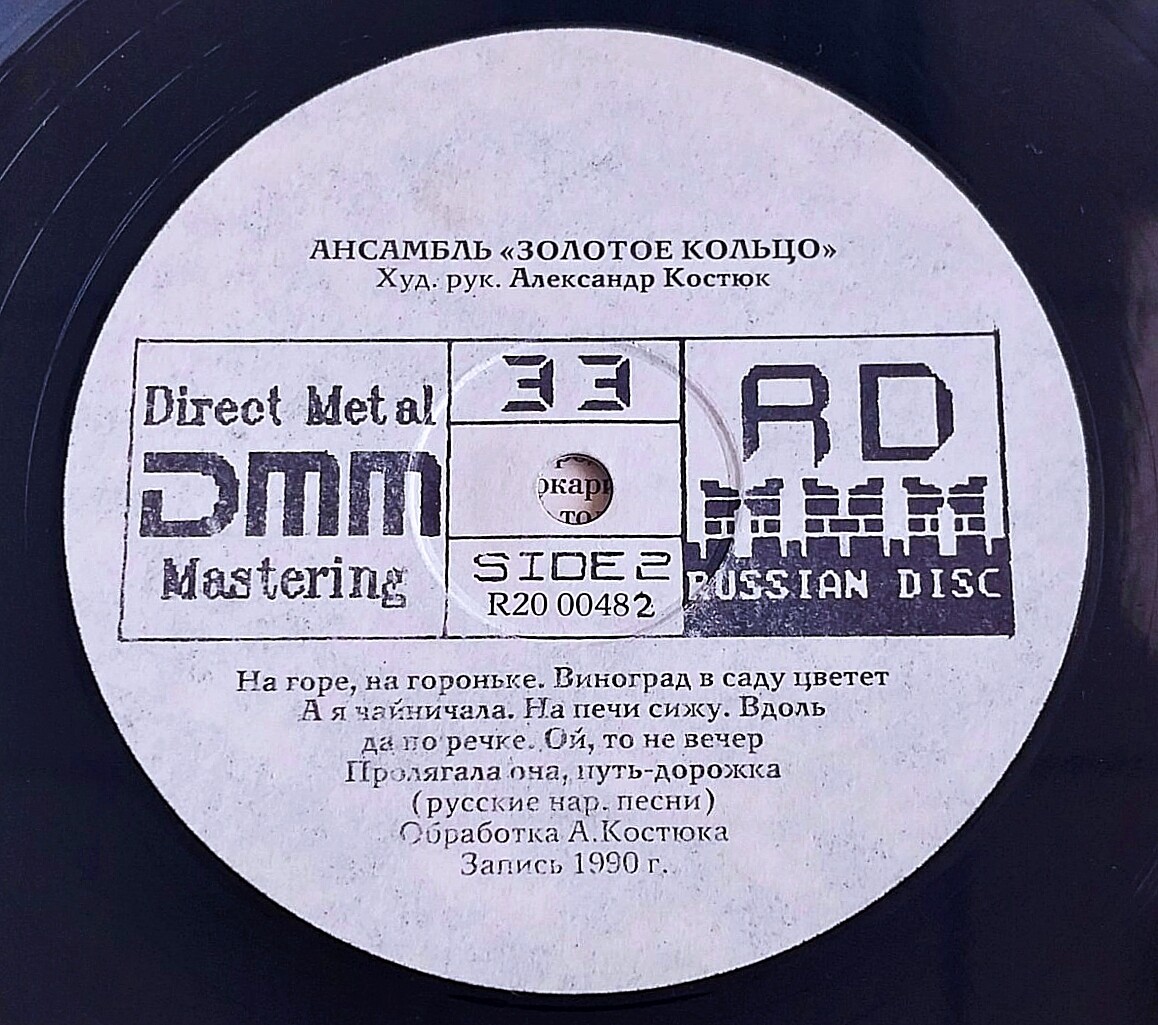 АНСАМБЛЬ «ЗОЛОТОЕ КОЛЬЦО»
Худ. рук. Александр Костюк
Direct Metal
DMM
Mastering
33
SIDE 2
R20 00482
RD
RUSSIAN DISC
На горе, на гороньке. Виноград в саду цветет
А я чайничала. На печи сижу. Вдоль
да по речке. Ой, то не вечер
Пролягала она, путь-дорожка
(русские нар. песни)
Обработка А.Костюка
Запись 1990 г.